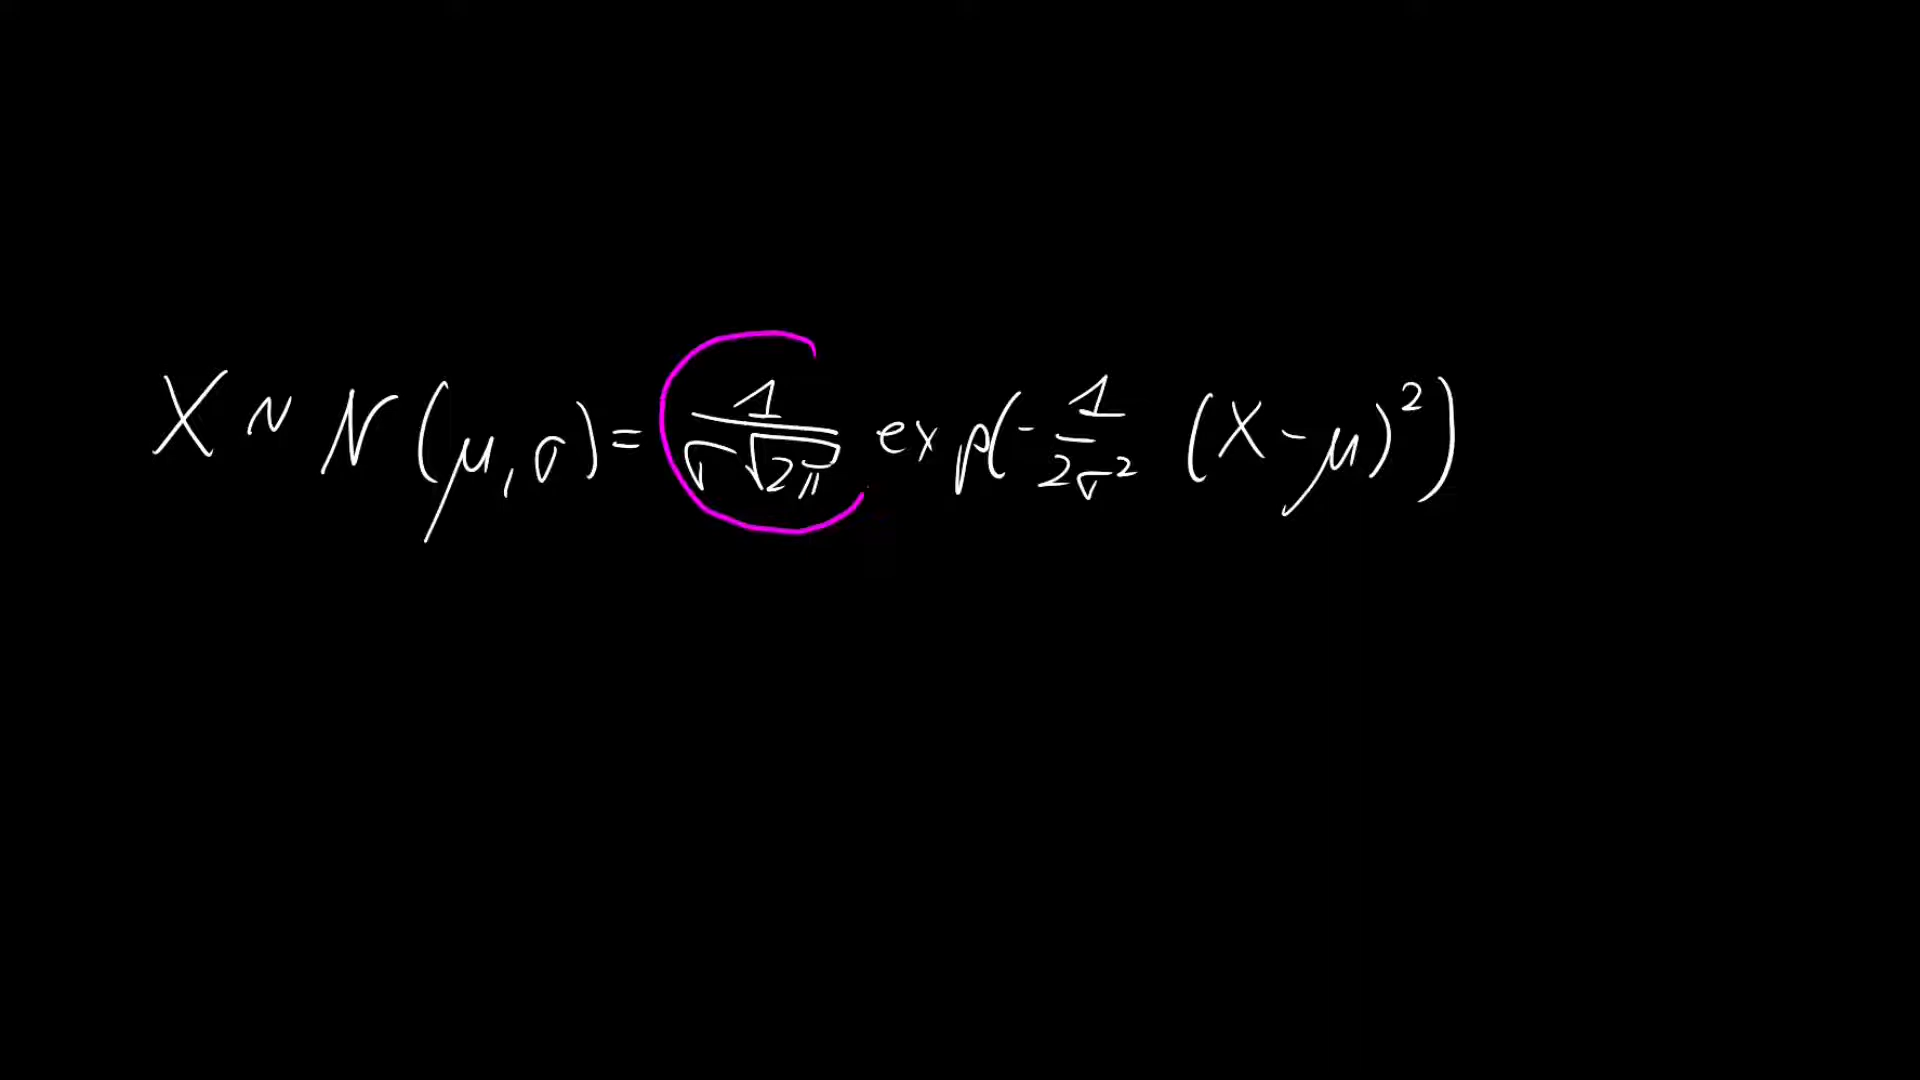 X ~ N(μ, σ) = 1/(σ√(2π)) exp(-1/(2σ²) (X-μ)²)